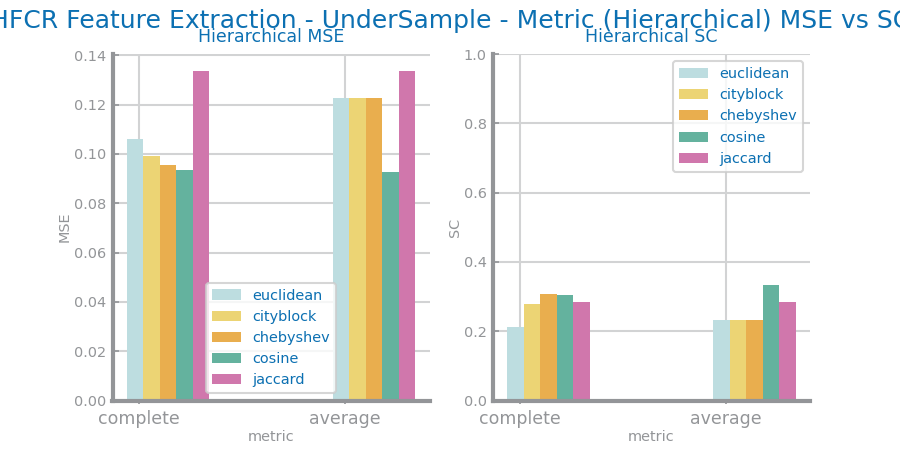 HFCR Feature Extraction - UnderSample - Metric (Hierarchical) MSE vs SC
Hierarchical MSE
0.14
0.12
0.10
0.08
0.06
0.04
0.02
0.00
MSE
euclidean
cityblock
chebyshev
cosine
jaccard
complete
average
metric
Hierarchical SC
1.0
0.8
0.6
0.4
0.2
0.0
SC
euclidean
cityblock
chebyshev
cosine
jaccard
complete
average
metric